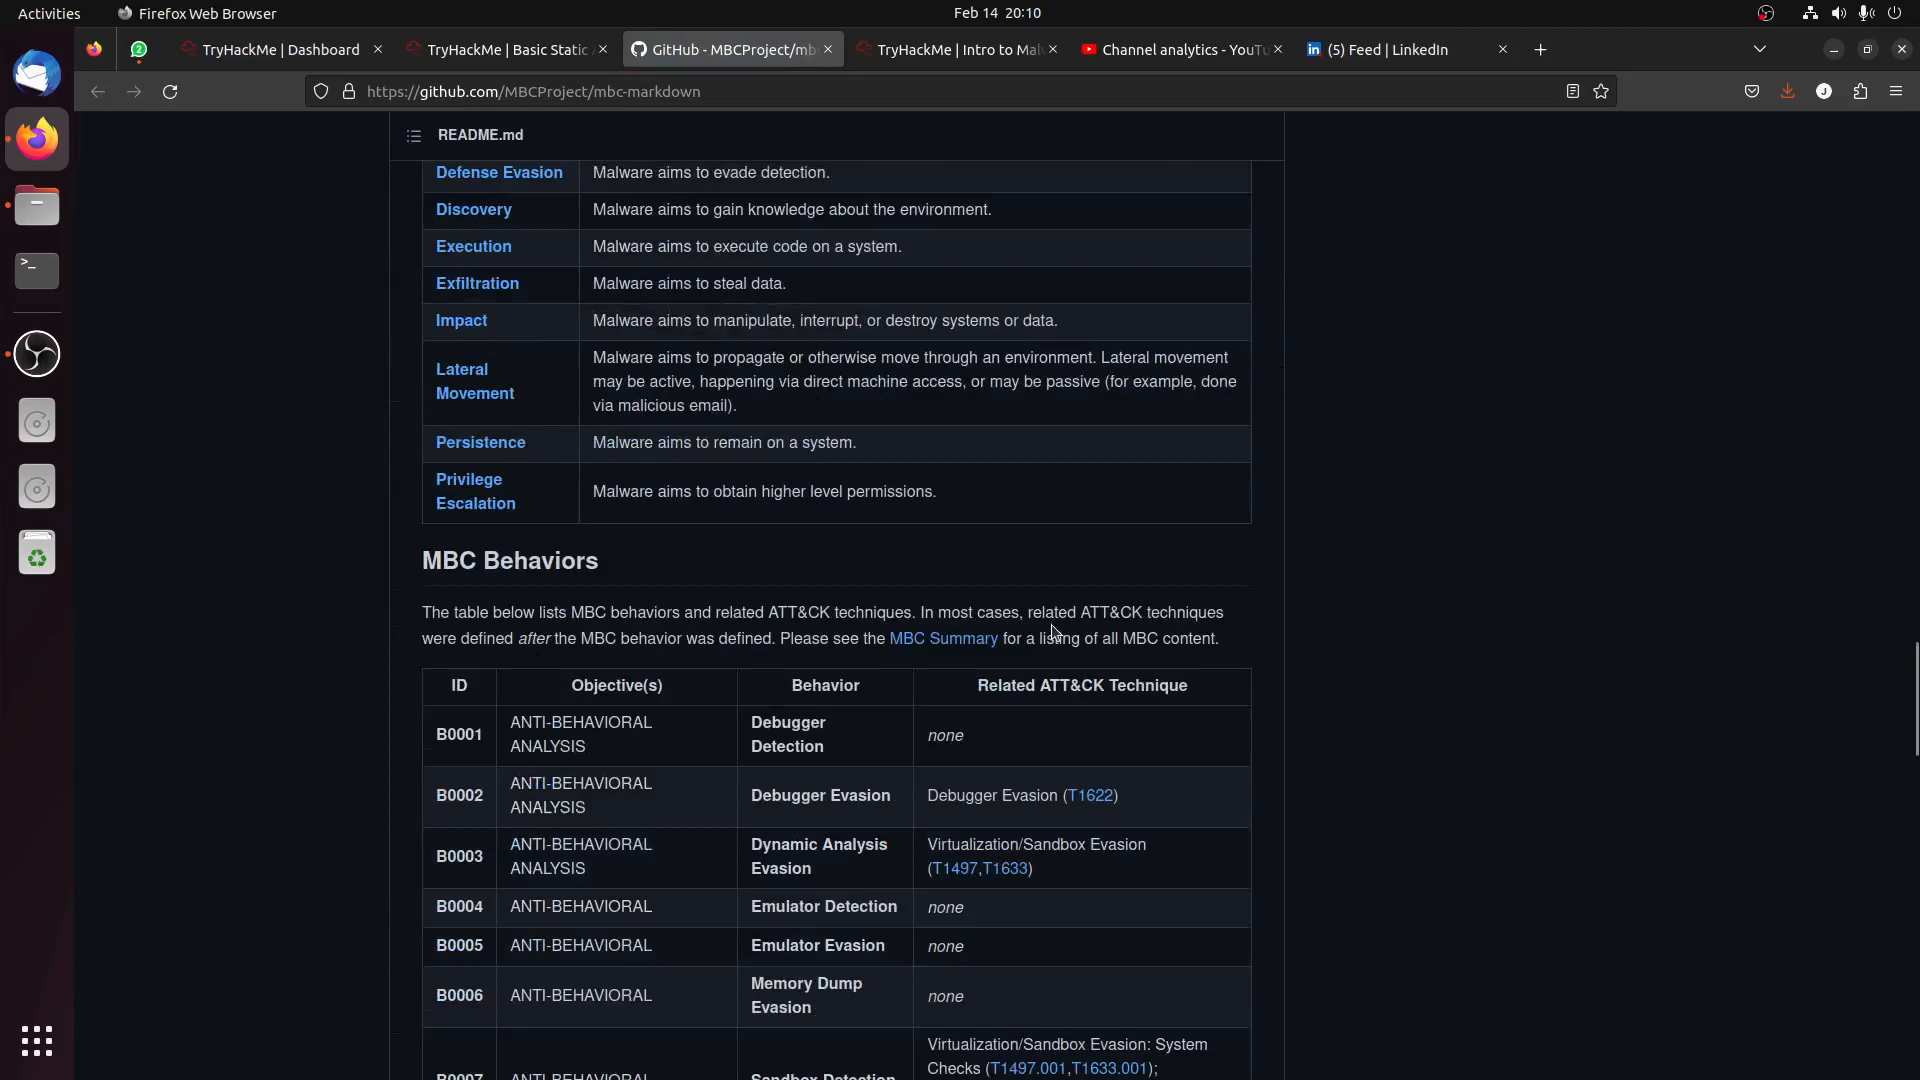 Activities
Firefox Web Browser
Feb 14 20:10
2
TryHackMe | Dashboard
TryHackMe | Basic Static
GitHub - MBCProject/mb
TryHackMe | Intro to Mal
Channel analytics - YouTu
in (5) Feed | LinkedIn
https://github.com/MBCProject/mbc-markdown
J
README.md
Defense Evasion Malware aims to evade detection.
Discovery Malware aims to gain knowledge about the environment.
Execution Malware aims to execute code on a system.
Exfiltration Malware aims to steal data.
Impact Malware aims to manipulate, interrupt, or destroy systems or data.
Lateral
Movement
Malware aims to propagate or otherwise move through an environment. Lateral movement
may be active, happening via direct machine access, or may be passive (for example, done
via malicious email).
Persistence Malware aims to remain on a system.
Privilege
Escalation
Malware aims to obtain higher level permissions.
MBC Behaviors
The table below lists MBC behaviors and related ATT&CK techniques. In most cases, related ATT&CK techniques
were defined after the MBC behavior was defined. Please see the MBC Summary for a listing of all MBC content.
ID Objective(s) Behavior Related ATT&CK Technique
B0001
ANTI-BEHAVIORAL
ANALYSIS
Debugger
Detection
none
B0002
ANTI-BEHAVIORAL
ANALYSIS
Debugger Evasion
Debugger Evasion (T1622)
B0003
ANTI-BEHAVIORAL
ANALYSIS
Dynamic Analysis
Evasion
Virtualization/Sandbox Evasion
(T1497,T1633)
B0004 ANTI-BEHAVIORAL Emulator Detection none
B0005 ANTI-BEHAVIORAL Emulator Evasion none
B0006 ANTI-BEHAVIORAL
Memory Dump
Evasion
none
B0007 ANTI-BEHAVIORAL Sandbox Detection
Virtualization/Sandbox Evasion: System
Checks (T1497.001,T1633.001);